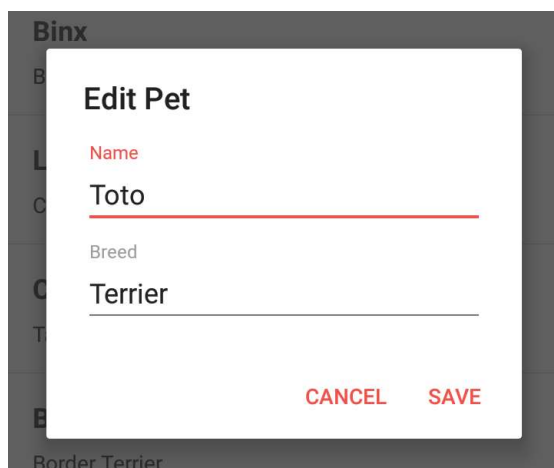 Binx
B
Edit Pet
Name
L
Toto
C
Breed
C
Terrier
T
CANCEL SAVE
B
Border Terrier